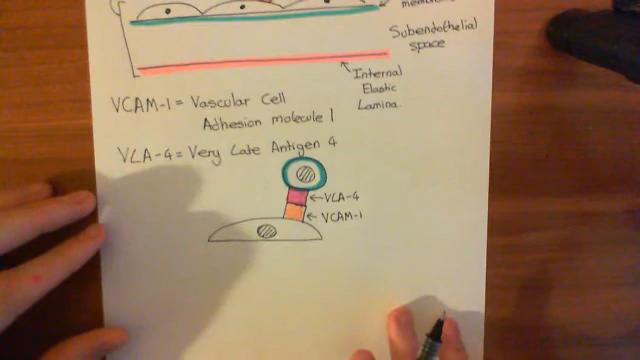 Subendothelial
space
Internal
Elastic
Lamina
VCAM-1 = Vascular Cell
Adhesion molecule 1
VLA-4 = Very Late Antigen 4
VLA-4
VCAM-1